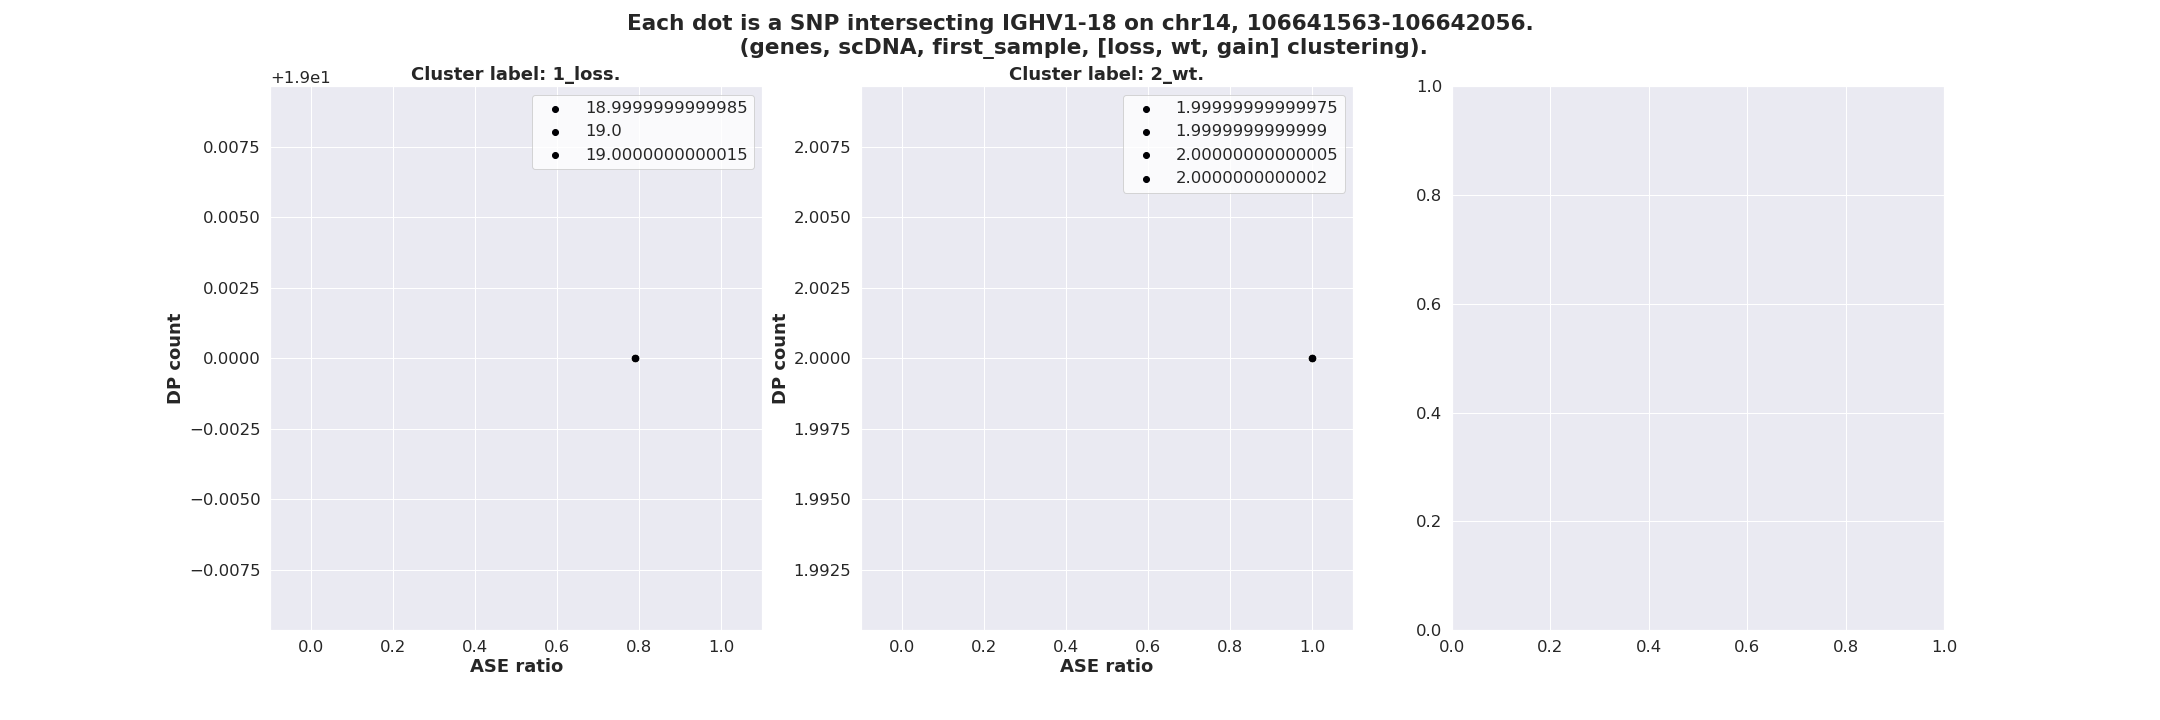 Each dot is a SNP intersecting IGHV1-18 on chr14, 106641563-106642056.
(genes, scDNA, first_sample, [loss, wt, gain] clustering).
+1.9e1
Cluster label: 1_loss.
18.9999999999985
19.0
19.0000000000015
0.0075
0.0050
0.0025
0.0000
−0.0025
−0.0050
−0.0075
DP count
0.0 0.2 0.4 0.6 0.8 1.0
ASE ratio
Cluster label: 2_wt.
1.99999999999975
1.9999999999999
2.00000000000005
2.0000000000002
2.0075
2.0050
2.0025
2.0000
1.9975
1.9950
1.9925
DP count
0.0 0.2 0.4 0.6 0.8 1.0
ASE ratio
1.0
0.8
0.6
0.4
0.2
0.0
0.0 0.2 0.4 0.6 0.8 1.0